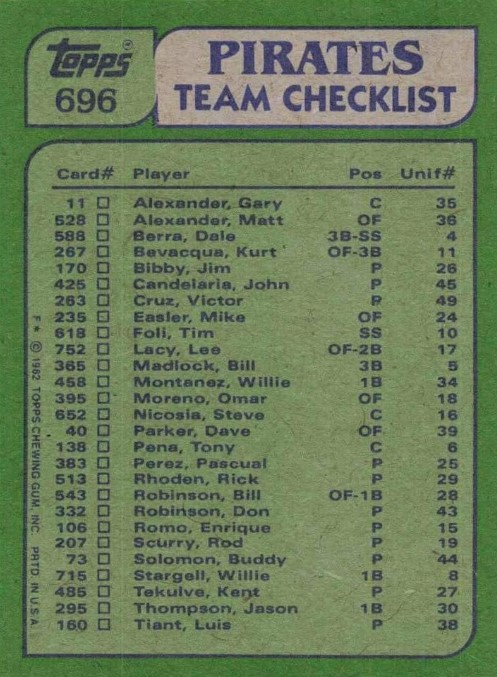 Topps®
696
PIRATES
TEAM CHECKLIST
Card# Player Pos Unif#
11 ☐ Alexander, Gary C 35
528 ☐ Alexander, Matt OF 36
588 ☐ Berra, Dale 3B-SS 4
267 ☐ Bevacqua, Kurt OF-3B 11
170 ☐ Bibby, Jim P 26
425 ☐ Candelaria, John P 45
263 ☐ Cruz, Victor P 49
235 ☐ Easler, Mike OF 24
618 ☐ Foli, Tim SS 10
752 ☐ Lacy, Lee OF-2B 17
365 ☐ Madlock, Bill 3B 5
458 ☐ Montanez, Willie 1B 34
395 ☐ Moreno, Omar OF 18
652 ☐ Nicosia, Steve C 16
40 ☐ Parker, Dave OF 39
138 ☐ Pena, Tony C 6
383 ☐ Perez, Pascual P 25
513 ☐ Rhoden, Rick P 29
543 ☐ Robinson, Bill OF-1B 28
332 ☐ Robinson, Don P 43
106 ☐ Romo, Enrique P 15
207 ☐ Scurry, Rod P 19
73 ☐ Solomon, Buddy P 44
715 ☐ Stargell, Willie 1B 8
485 ☐ Tekulve, Kent P 27
295 ☐ Thompson, Jason 1B 30
160 ☐ Tiant, Luis P 38
F * © 1982 TOPPS CHEWING GUM, INC. PRTD. IN U.S.A.